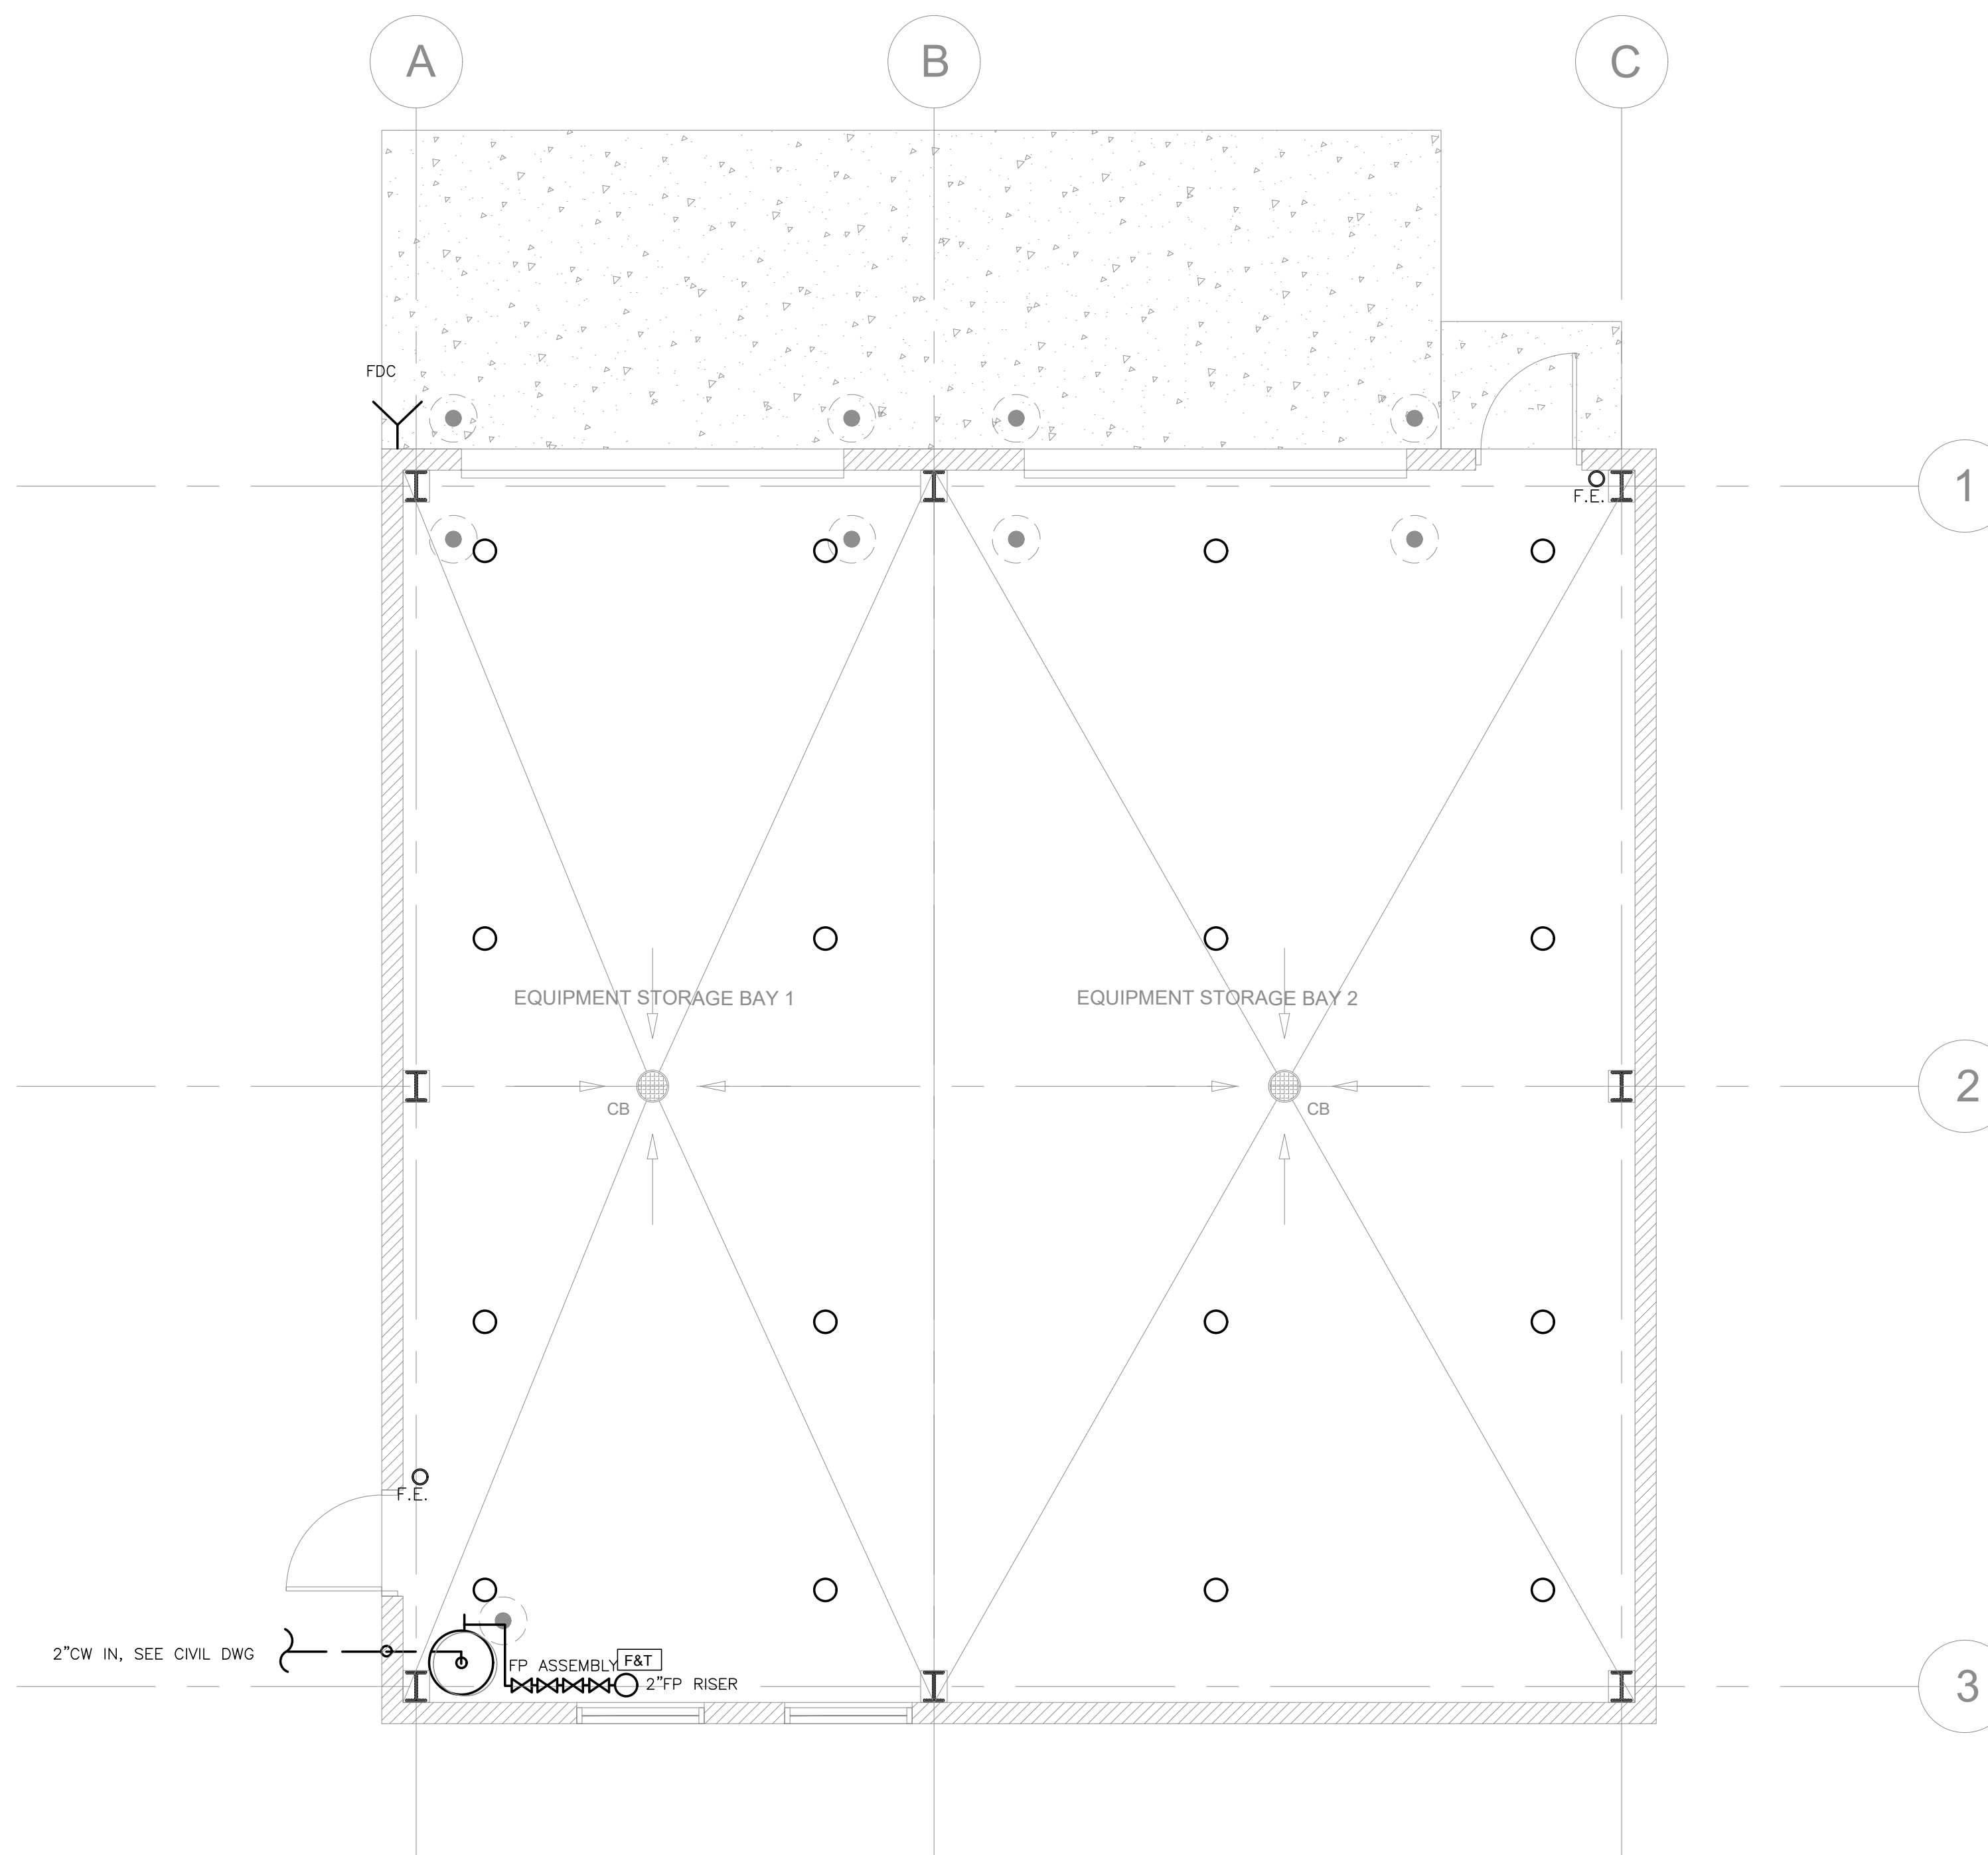 A
B
C
FDC
1
F.E.
EQUIPMENT STORAGE BAY 1
EQUIPMENT STORAGE BAY 2
2
CB
CB
F.E.
2"CW IN, SEE CIVIL DWG
FP ASSEMBLY
F&T
2"FP RISER
3